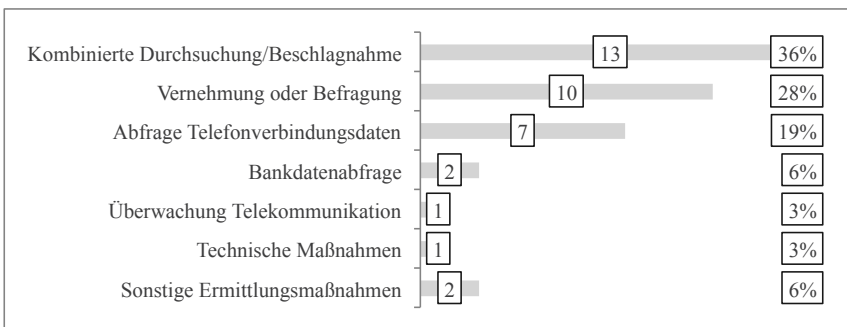 Kombinierte Durchsuchung/Beschlagnahme 13 36%
Vernehmung oder Befragung 10 28%
Abfrage Telefonverbindungsdaten 7 19%
Bankdatenabfrage 2 6%
Überwachung Telekommunikation 1 3%
Technische Maßnahmen 1 3%
Sonstige Ermittlungsmaßnahmen 2 6%